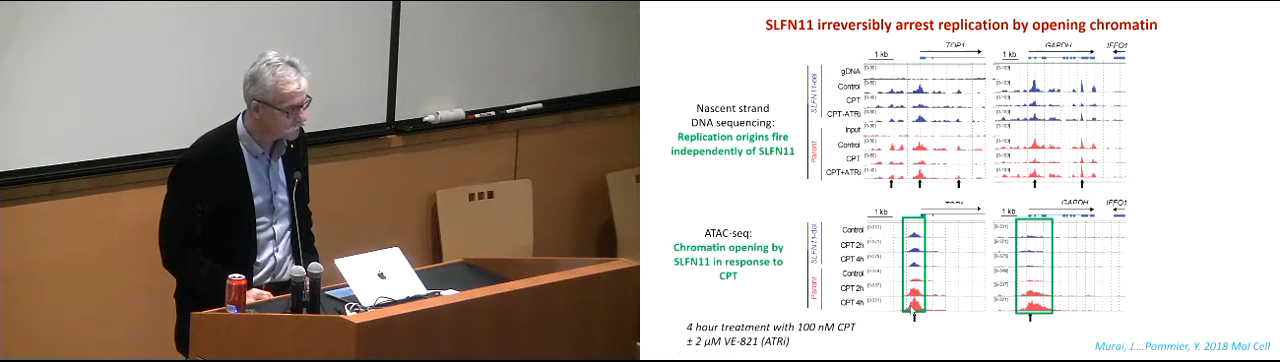 SLFN11 irreversibly arrest replication by opening chromatin
Nascent strand
DNA sequencing:
Replication origins fire
independently of SLFN11
1 kb
TOP1
1 kb
GAPDH
IFFO1
SLFN11-del
Parent
gDNA
Control
CPT
CPT-ATRi
Input
Control
CPT
CPT+ATRi
ATAC-seq:
Chromatin opening by
SLFN11 in response to
CPT
1 kb
TOP1
1 kb
GAPDH
IFFO1
SLFN11-del
Parent
Control
CPT 2h
CPT 4h
Control
CPT 2h
CPT 4h
4 hour treatment with 100 nM CPT
± 2 µM VE-821 (ATRi)
Murai, J....Pommier, Y. 2018 Mol Cell